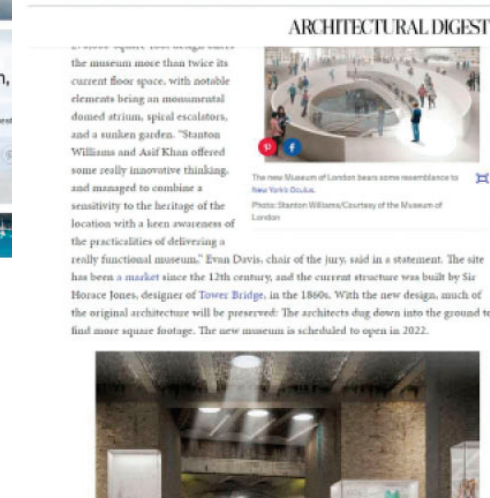 ARCHITECTURAL DIGEST
the museum more than twice its
current floor space, with notable
elements being an monumental
domed atrium, spiral escalators,
and a sunken garden. "Stanton
Williams and Asif Khan offered
some really innovative thinking,
and managed to combine a
sensitivity to the heritage of the
location with a keen awareness of
the practicalities of delivering a
The new Museum of London bears some resemblance to
New York's Oculus.
Photo: Stanton Williams/Courtesy of the Museum of
London
really functional museum," Evan Davis, chair of the jury, said in a statement. The site
has been a market since the 12th century, and the current structure was built by Sir
Horace Jones, designer of Tower Bridge, in the 1860s. With the new design, much of
the original architecture will be preserved: The architects dug down into the ground to
find more square footage. The new museum is scheduled to open in 2022.